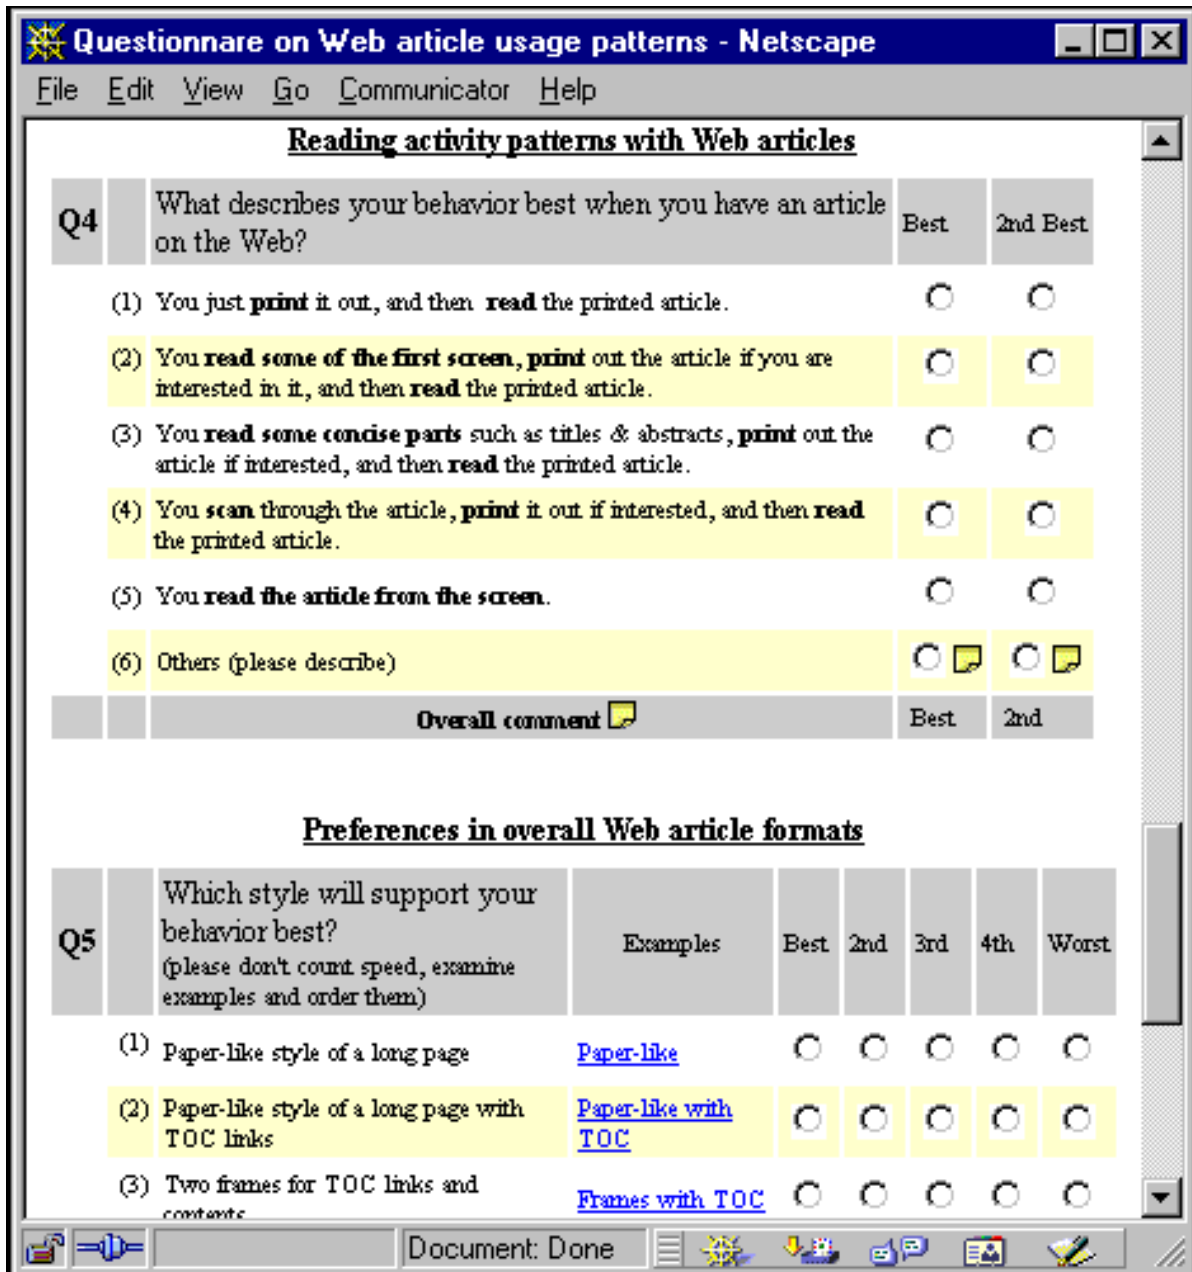 Questionnare on Web article usage patterns - Netscape
File Edit View Go Communicator Help
Reading activity patterns with Web articles
Q4 What describes your behavior best when you have an article on the Web? Best 2nd Best
(1) You just print it out, and then read the printed article.
(2) You read some of the first screen, print out the article if you are
interested in it, and then read the printed article.
(3) You read some concise parts such as titles & abstracts, print out the
article if interested, and then read the printed article.
(4) You scan through the article, print it out if interested, and then read
the printed article.
(5) You read the article from the screen.
(6) Others (please describe)
Overall comment Best 2nd
Preferences in overall Web article formats
Q5 Which style will support your
behavior best?
(please don't count speed, examine
examples and order them)
Examples Best 2nd 3rd 4th Worst
(1) Paper-like style of a long page Paper-like
(2) Paper-like style of a long page with Paper-like with
TOC links TOC
(3) Two frames for TOC links and Frames with TOC
contents
Document: Done